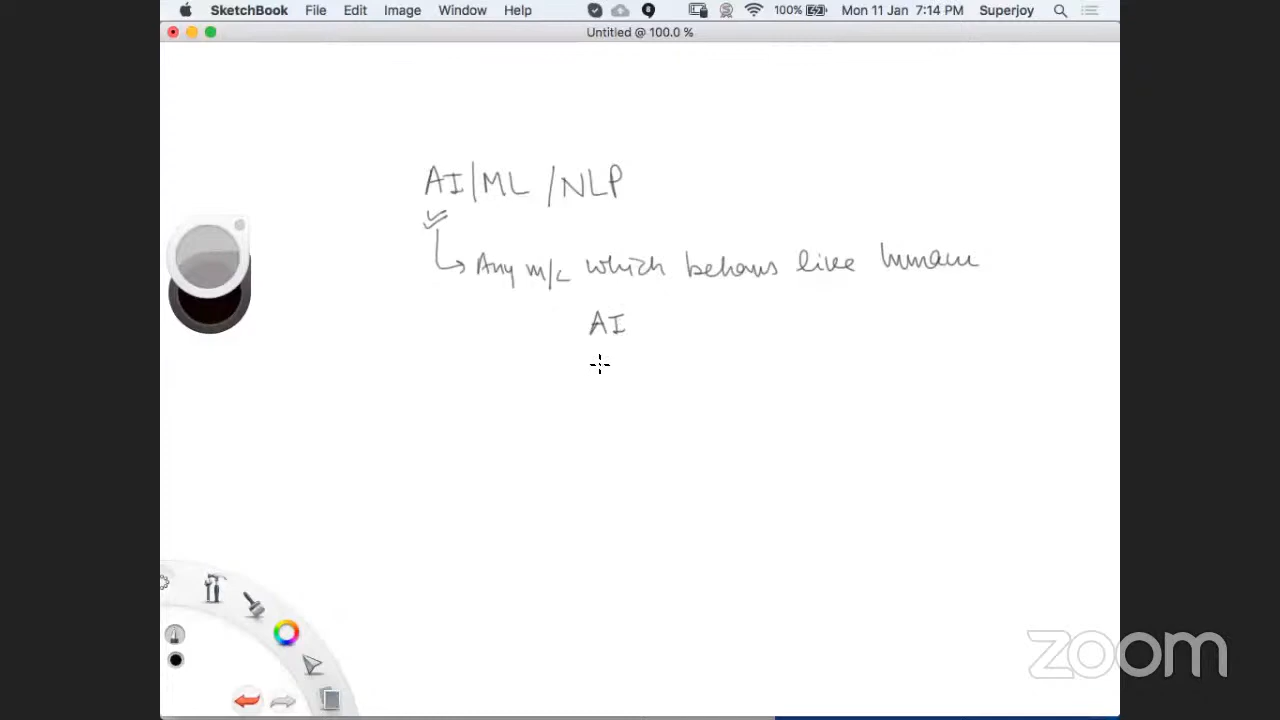 SketchBook File Edit Image Window Help 100% Mon 11 Jan 7:14 PM Superjoy
Untitled @ 100.0 %
AI/ML/NLP
Any m/c which behaves like human
AI
zoom